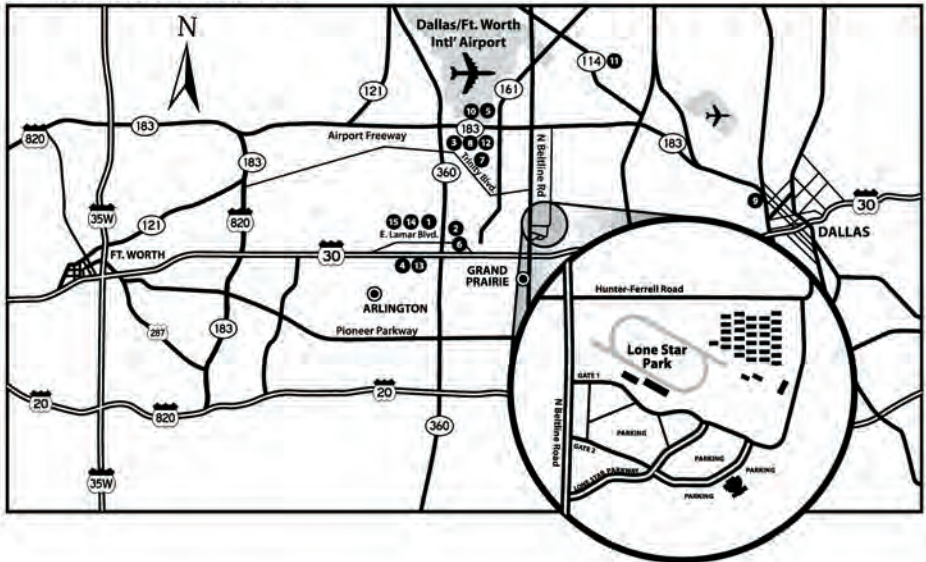 N
Dallas/Ft. Worth
Intl' Airport
114
11
121
161
820
183
10 5
183
Airport Freeway
3 8 12
7
Trinity Blvd.
N Beltline Rd
183
183
360
9
35W
121
820
15 14 1
2
E. Lamar Blvd.
6
30
DALLAS
FT. WORTH
30
4 13
GRAND
PRAIRIE
ARLINGTON
Hunter-Ferrell Road
287
183
Pioneer Parkway
Lone Star
Park
GATE 1
20
820
20
N Beltline Road
360
PARKING
GATE 2
PARKING
PARKING
LONE STAR PARKWAY
PARKING
35W